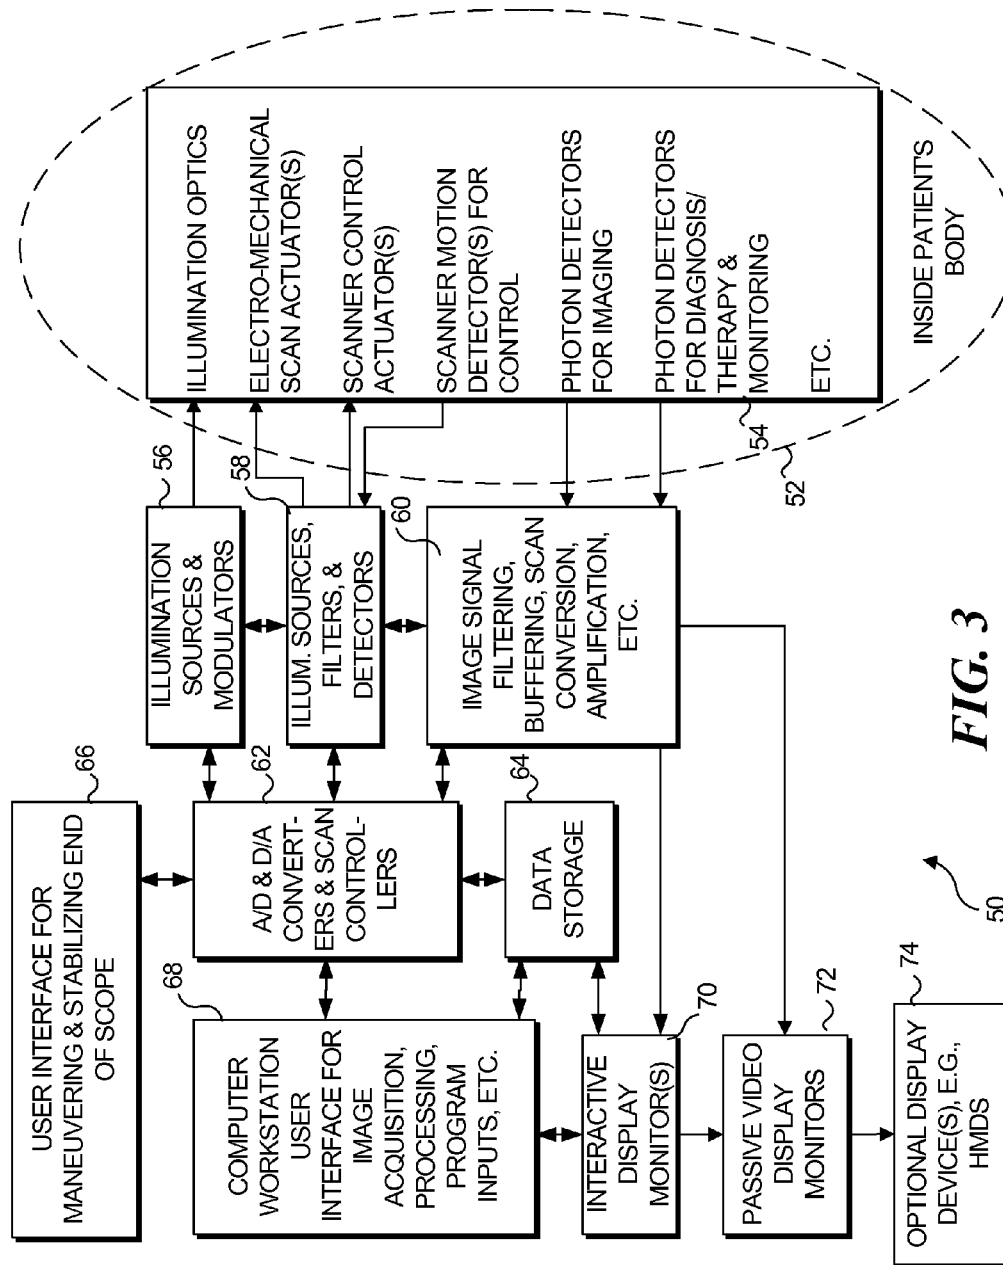 USER INTERFACE FOR
MANEUVERING & STABILIZING END
OF SCOPE
66
COMPUTER
WORKSTATION
USER
INTERFACE FOR
IMAGE
ACQUISITION,
PROCESSING,
PROGRAM
INPUTS, ETC.
68
A/D & D/A
CONVERT-
ERS & SCAN
CONTROL-
LERS
62
ILLUMINATION
SOURCES &
MODULATORS
56
ILLUM. SOURCES,
FILTERS, &
DETECTORS
58
IMAGE SIGNAL
FILTERING,
BUFFERING, SCAN
CONVERSION,
AMPLIFICATION,
ETC.
60
DATA
STORAGE
64
INTERACTIVE
DISPLAY
MONITOR(S)
70
PASSIVE VIDEO
DISPLAY
MONITORS
72
OPTIONAL DISPLAY
DEVICE(S), E.G.,
HMDS
74
ILLUMINATION OPTICS
ELECTRO-MECHANICAL
SCAN ACTUATOR(S)
SCANNER CONTROL
ACTUATOR(S)
SCANNER MOTION
DETECTOR(S) FOR
CONTROL
PHOTON DETECTORS
FOR IMAGING
PHOTON DETECTORS
FOR DIAGNOSIS/
THERAPY &
MONITORING
ETC.
54
52
INSIDE PATIENT'S
BODY
50
FIG. 3